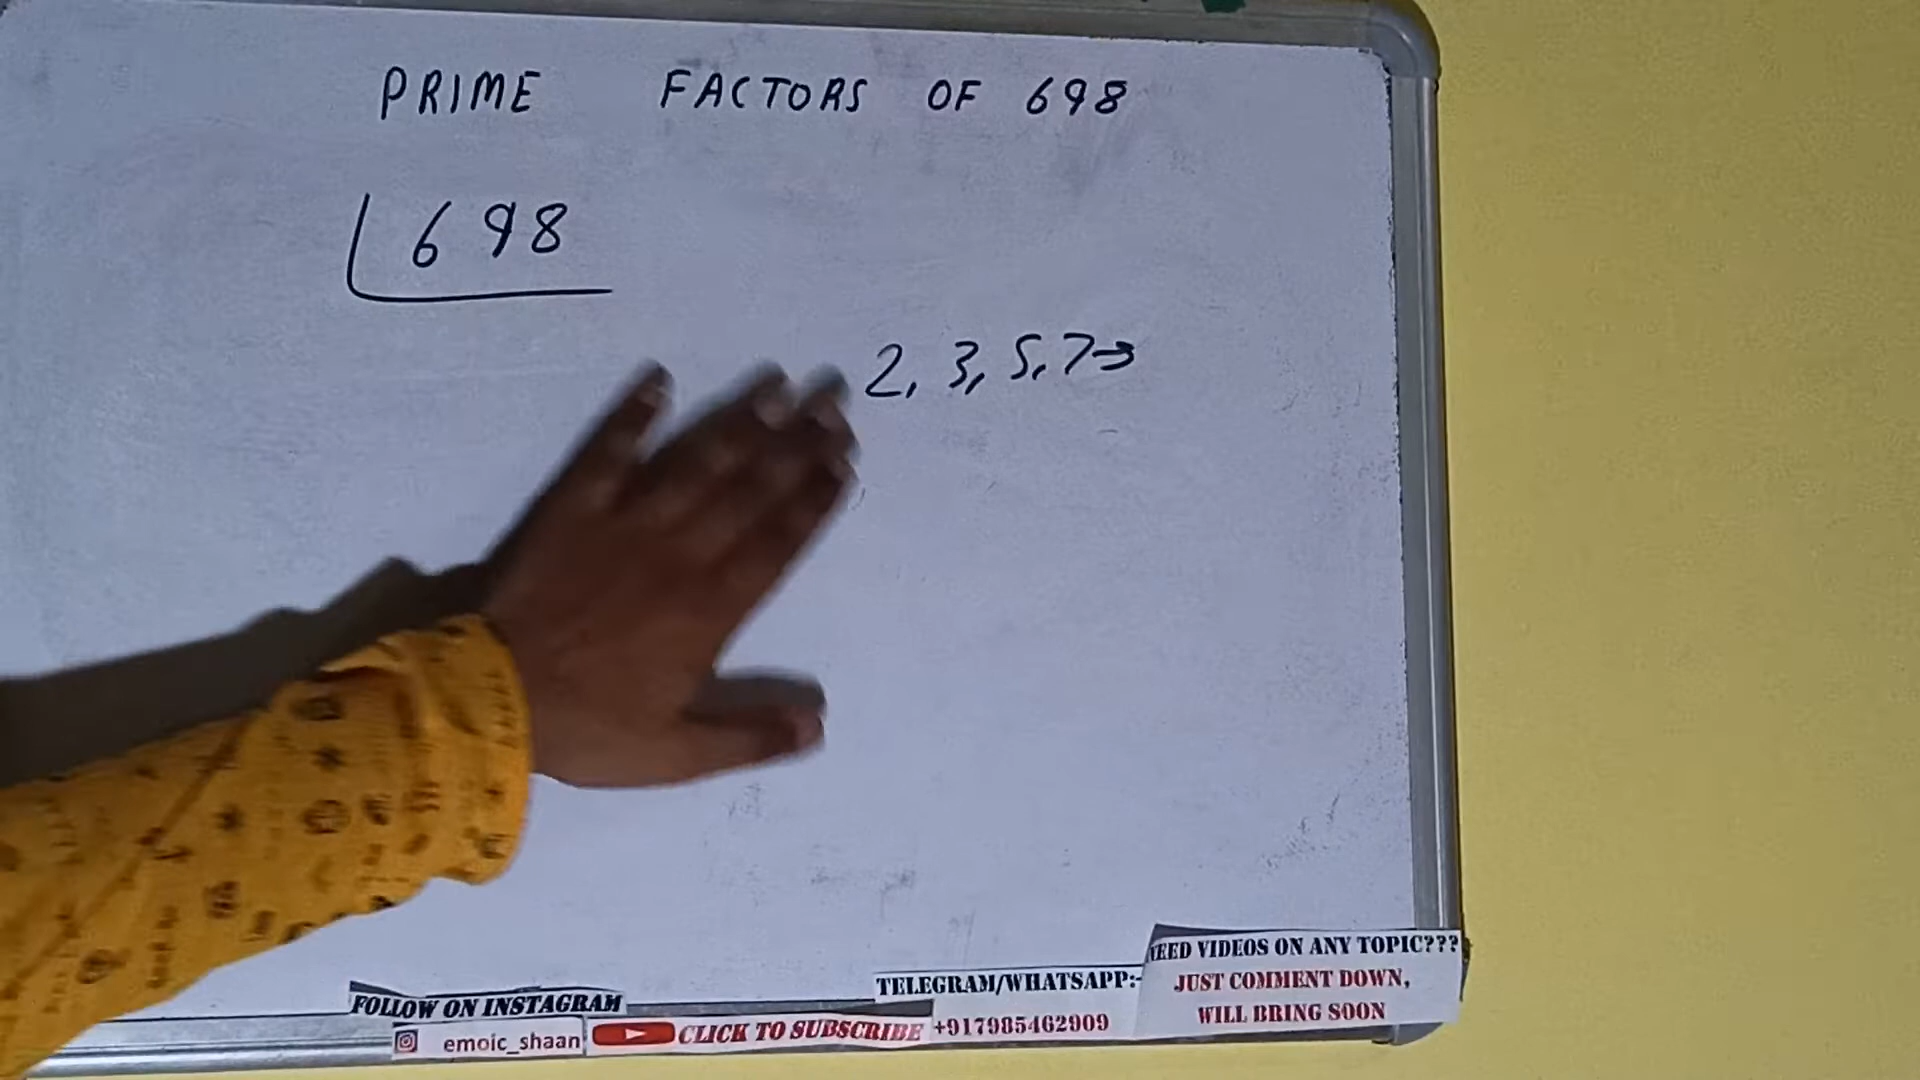 PRIME FACTORS OF 698
698
2, 3, 5, 7→
NEED VIDEOS ON ANY TOPIC???
JUST COMMENT DOWN,
WILL BRING SOON
TELEGRAM/WHATSAPP:-
+917985462909
FOLLOW ON INSTAGRAM
emoic_shaan
CLICK TO SUBSCRIBE